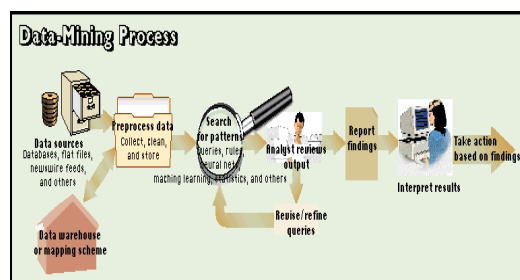 Data-Mining Process
Data sources
Databases, flat files,
newswire feeds,
and others
Preprocess data
Collect, clean,
and store
Search
for patterns
Queries, rules,
neural nets,
maching learning, statistics, and others
Analyst reviews
output
Revise/refine
queries
Report
findings
Interpret results
Take action
based on findings
Data warehouse
or mapping scheme